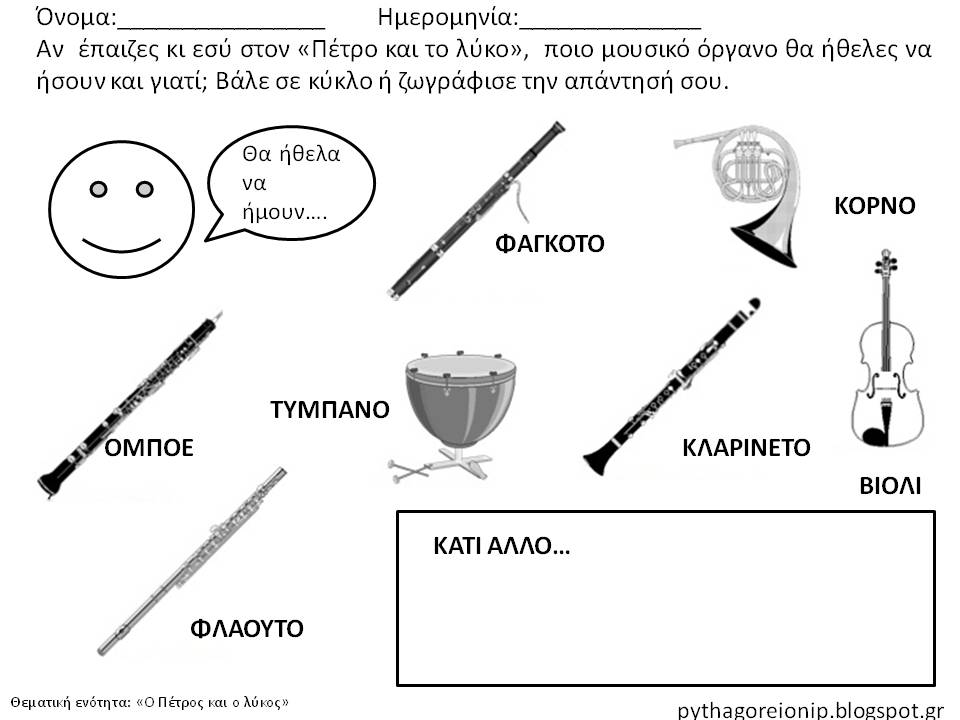 Όνομα:________________ Ημερομηνία:______________
Αν έπαιζες κι εσύ στον «Πέτρο και το λύκο», ποιο μουσικό όργανο θα ήθελες να
ήσουν και γιατί; Βάλε σε κύκλο ή ζωγράφισε την απάντησή σου.
Θα ήθελα
να
ήμουν....
ΦΑΓΚΟΤΟ
ΚΟΡΝΟ
ΟΜΠΟΕ
ΤΥΜΠΑΝΟ
ΚΛΑΡΙΝΕΤΟ
ΒΙΟΛΙ
ΦΛΑΟΥΤΟ
ΚΑΤΙ ΑΛΛΟ...
Θεματική ενότητα: «Ο Πέτρος και ο λύκος»
pythagoreionip.blogspot.gr